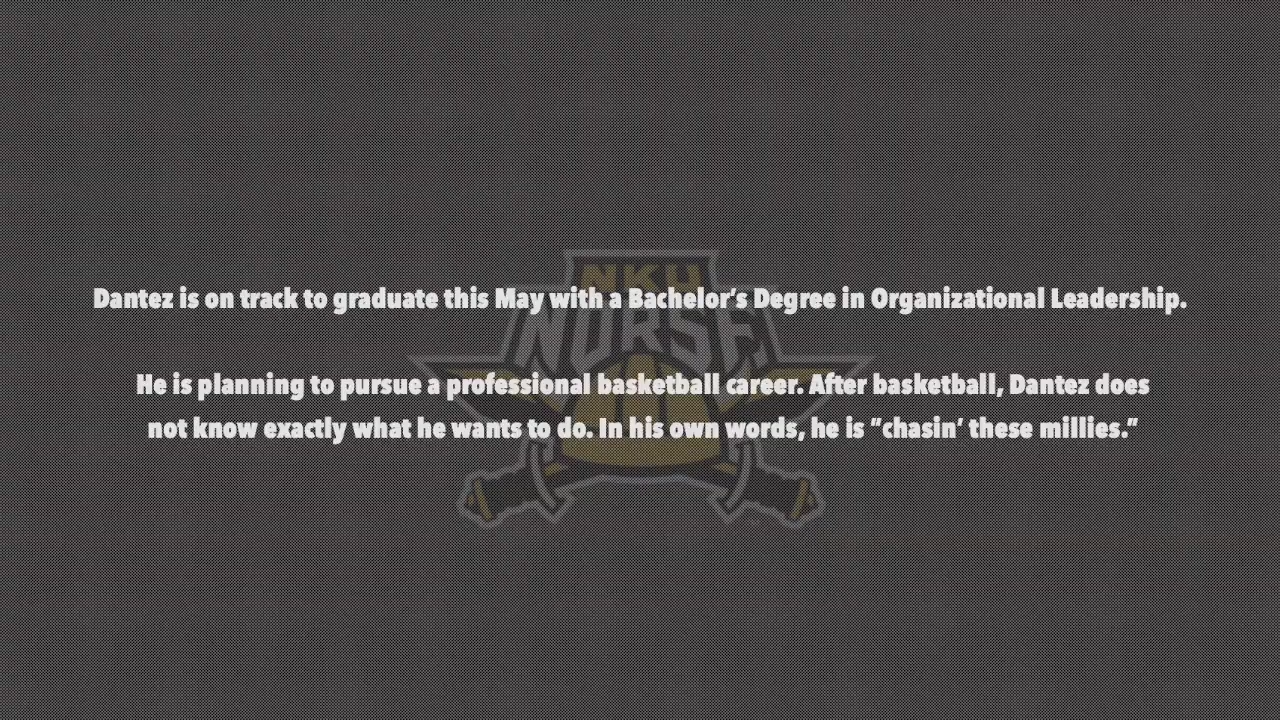 NKU
NORSE
Dantez is on track to graduate this May with a Bachelor's Degree in Organizational Leadership.
He is planning to pursue a professional basketball career. After basketball, Dantez does
not know exactly what he wants to do. In his own words, he is "chasin' these millies."